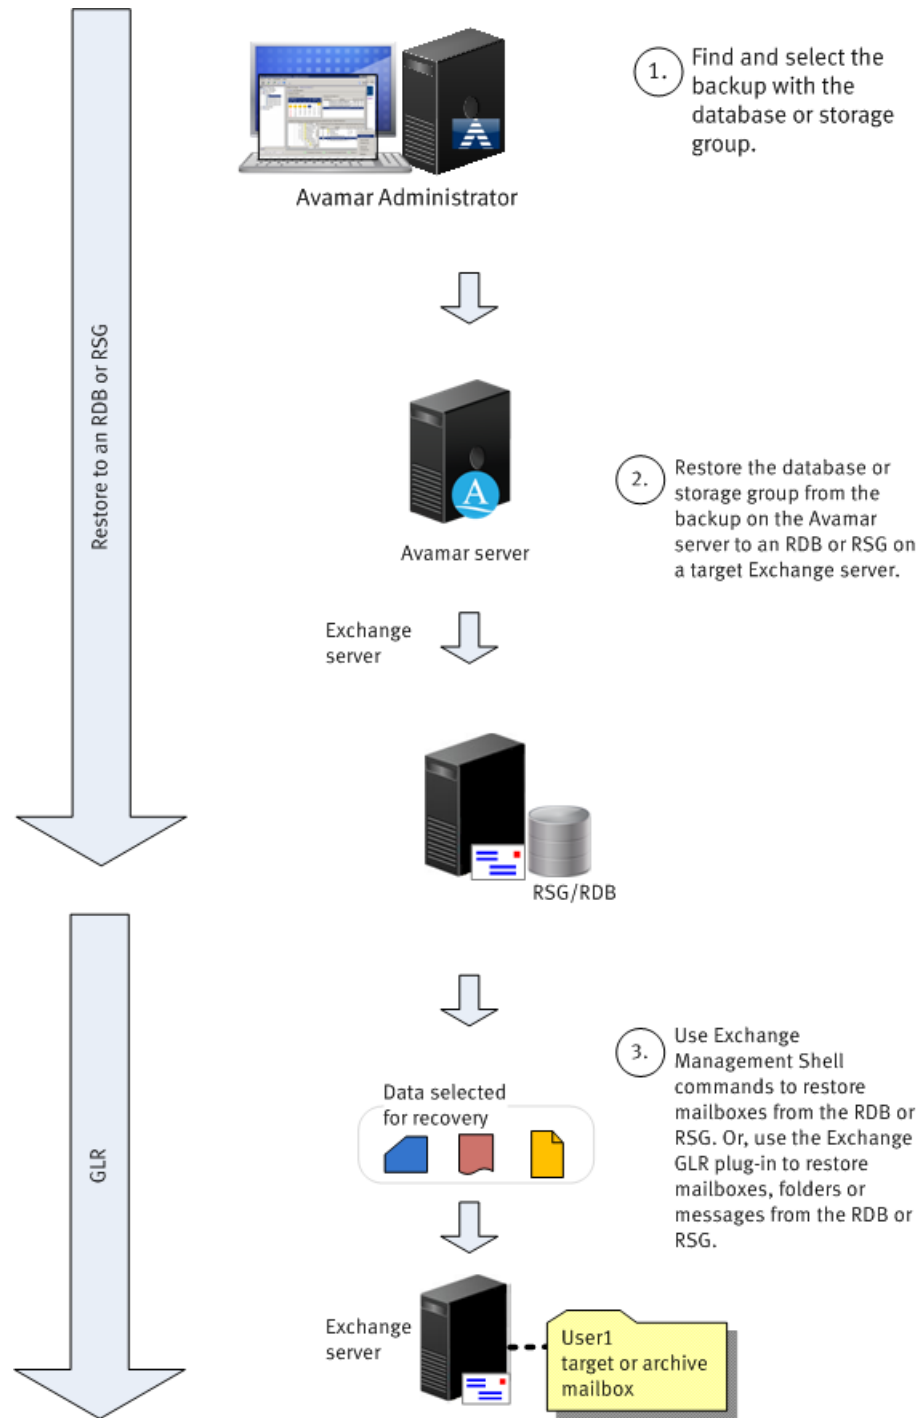 1.
Find and select the
backup with the
database or storage
group.
Avamar Administrator
Restore to an RDB or RSG
A
Avamar server
2.
Restore the database or
storage group from the
backup on the Avamar
server to an RDB or RSG on
a target Exchange server.
Exchange
server
RSG/RDB
3.
Use Exchange
Management Shell
commands to restore
mailboxes from the RDB or
RSG. Or, use the Exchange
GLR plug-in to restore
mailboxes, folders or
messages from the RDB or
RSG.
Data selected
for recovery
GLR
Exchange
server
User1
target or archive
mailbox